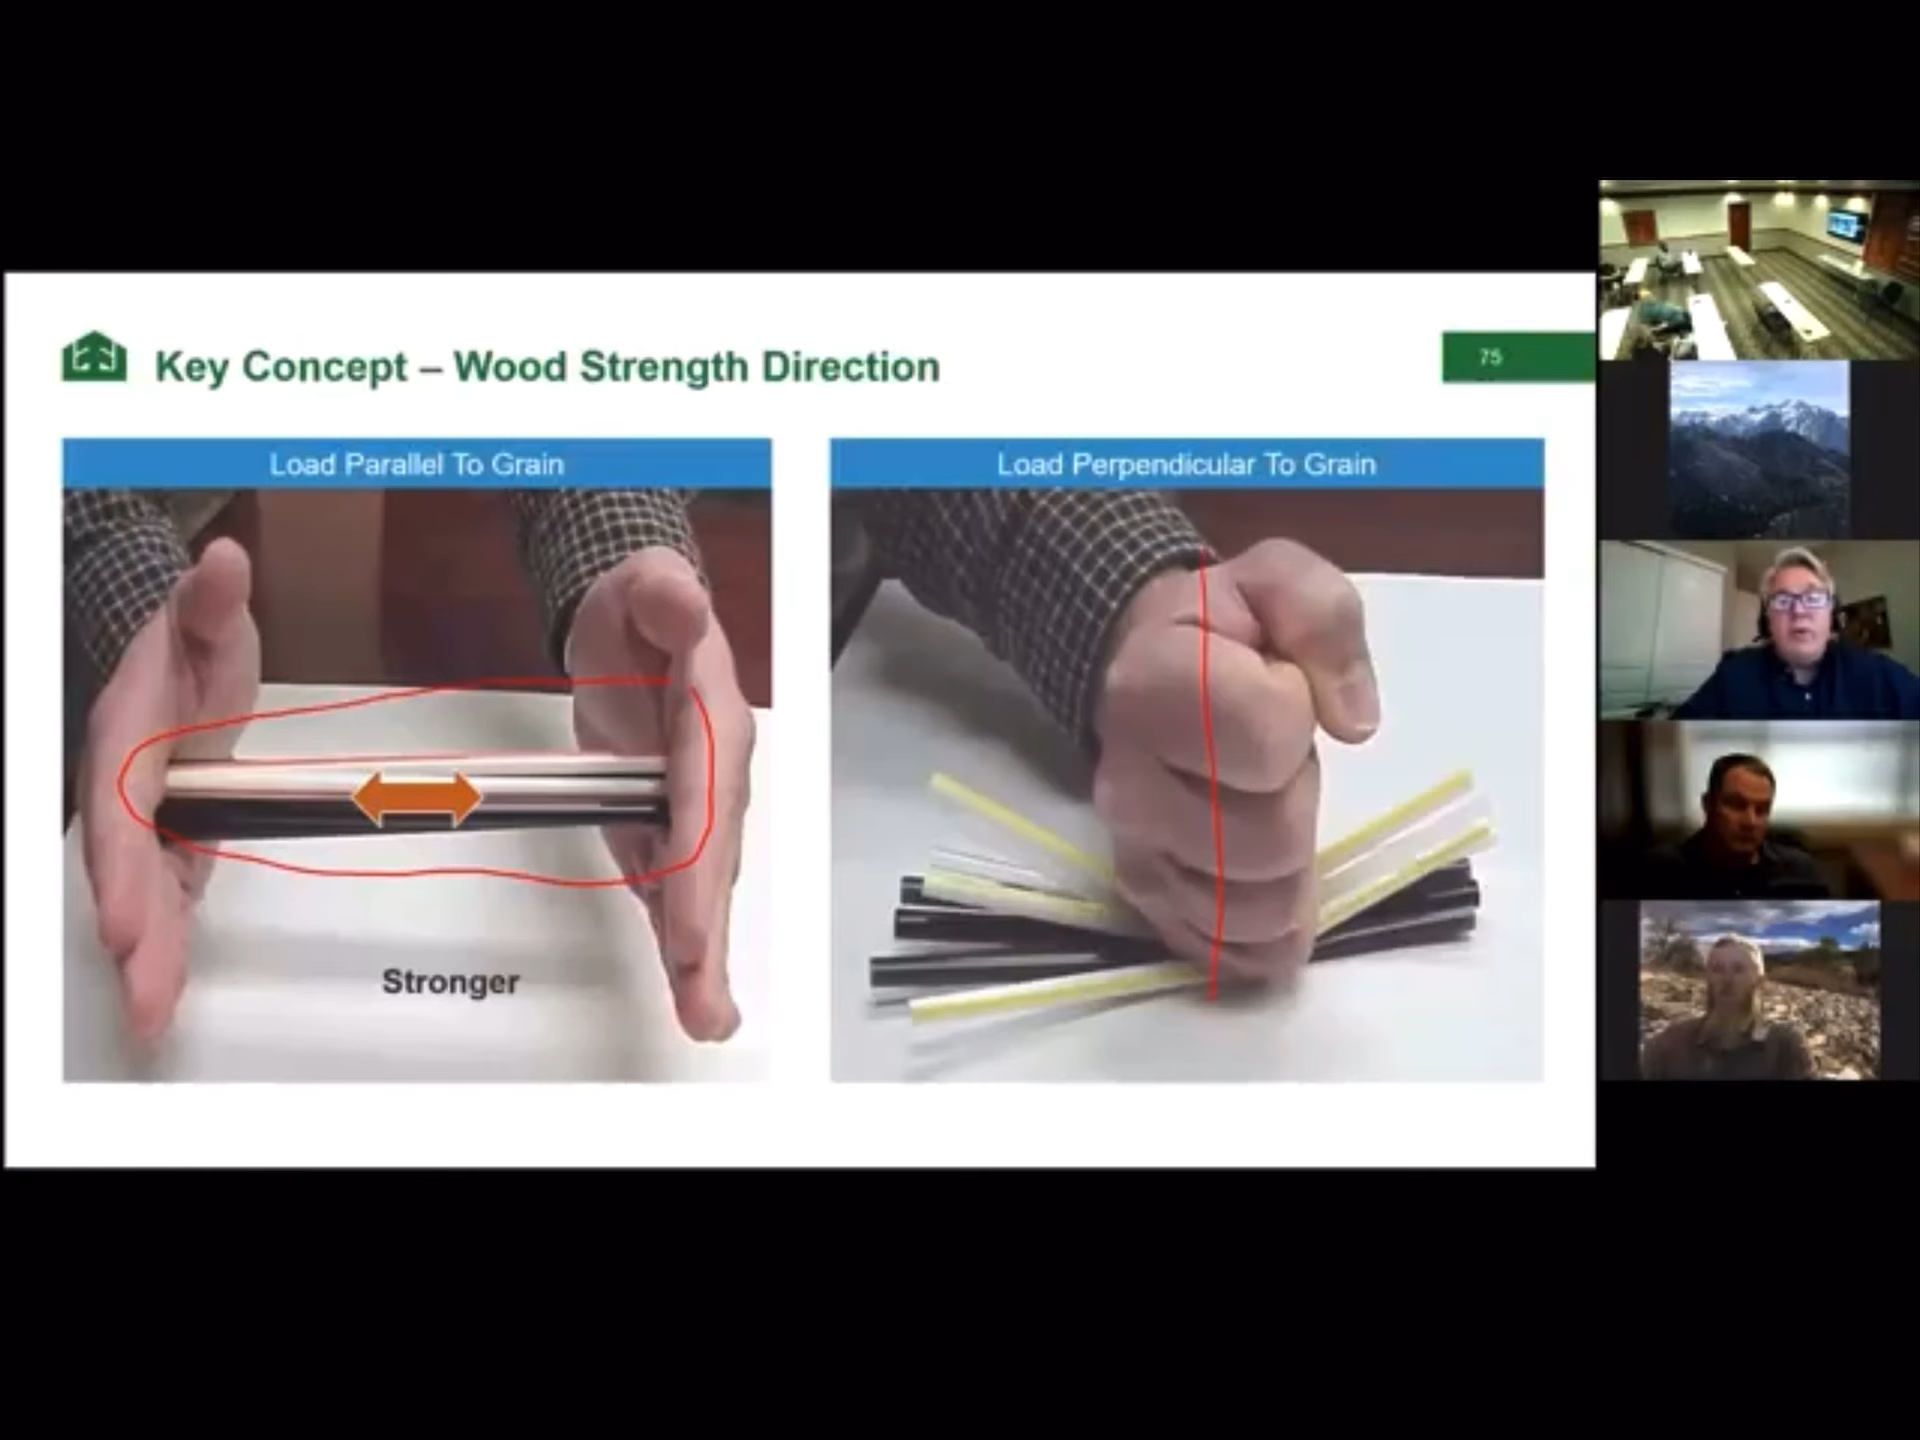 Key Concept – Wood Strength Direction
75
Load Parallel To Grain
Load Perpendicular To Grain
Stronger